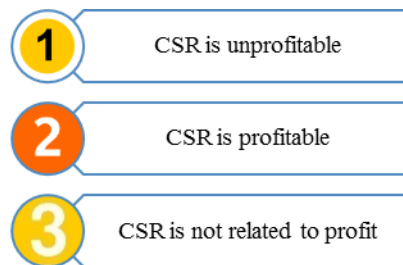 1 CSR is unprofitable
2 CSR is profitable
3 CSR is not related to profit